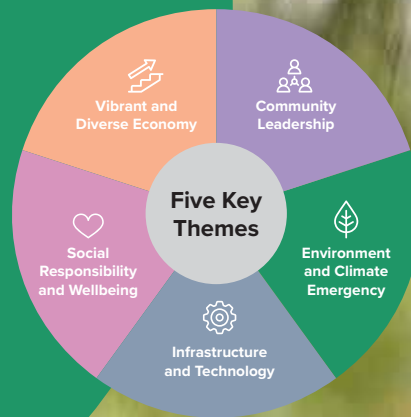 Vibrant and
Diverse Economy
Community
Leadership
Five Key
Themes
Social
Responsibility
and Wellbeing
Environment
and Climate
Emergency
Infrastructure
and Technology